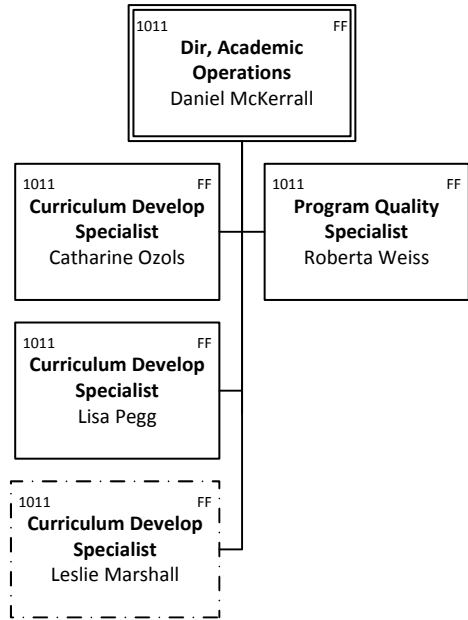 1011 FF
Dir, Academic
Operations
Daniel McKerrall
1011 FF
Curriculum Develop
Specialist
Catharine Ozols
1011 FF
Program Quality
Specialist
Roberta Weiss
1011 FF
Curriculum Develop
Specialist
Lisa Pegg
1011 FF
Curriculum Develop
Specialist
Leslie Marshall